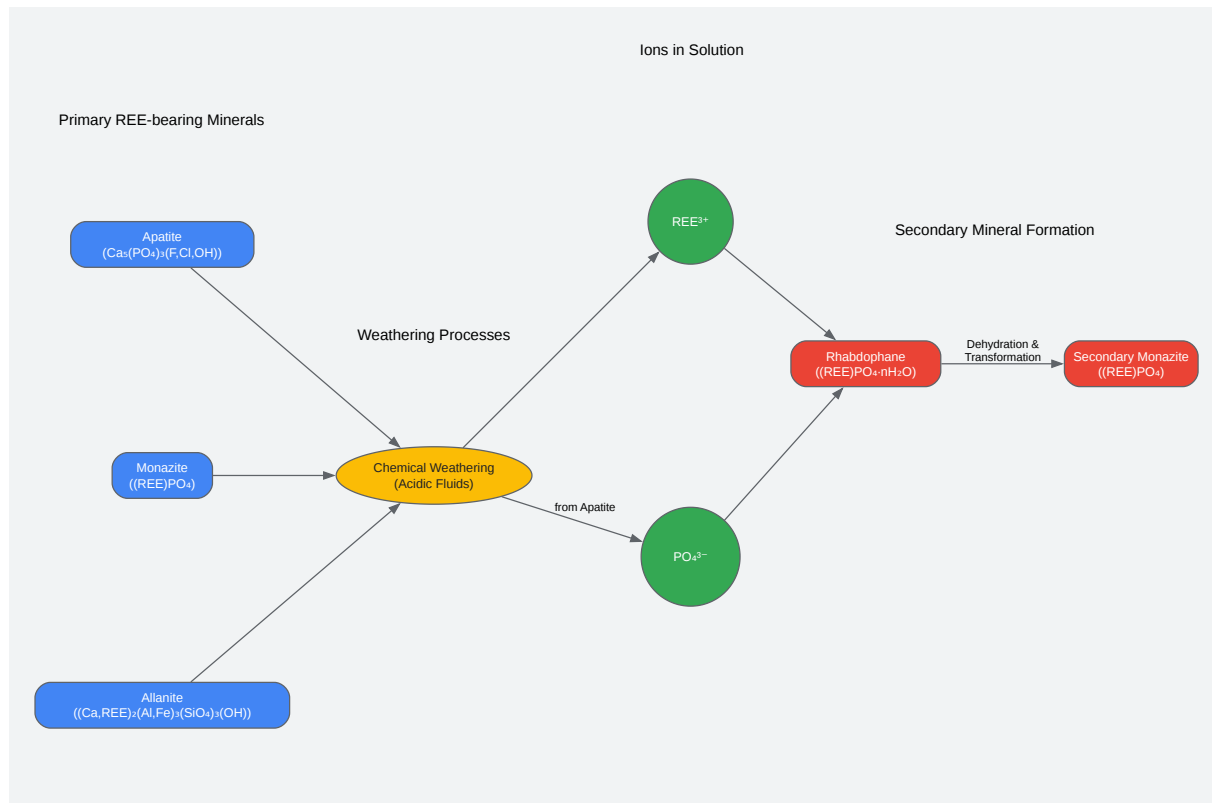 Ions in Solution
Primary REE-bearing Minerals
REE³⁺
Secondary Mineral Formation
Apatite
(Ca₅(PO₄)₃(F,Cl,OH))
Weathering Processes
Rhabdophane
((REE)PO₄·nH₂O)
Dehydration &
Transformation
Secondary Monazite
((REE)PO₄)
Monazite
((REE)PO₄)
Chemical Weathering
(Acidic Fluids)
from Apatite
PO₄³⁻
Allanite
((Ca,REE)₂(Al,Fe)₃(SiO₄)₃(OH))